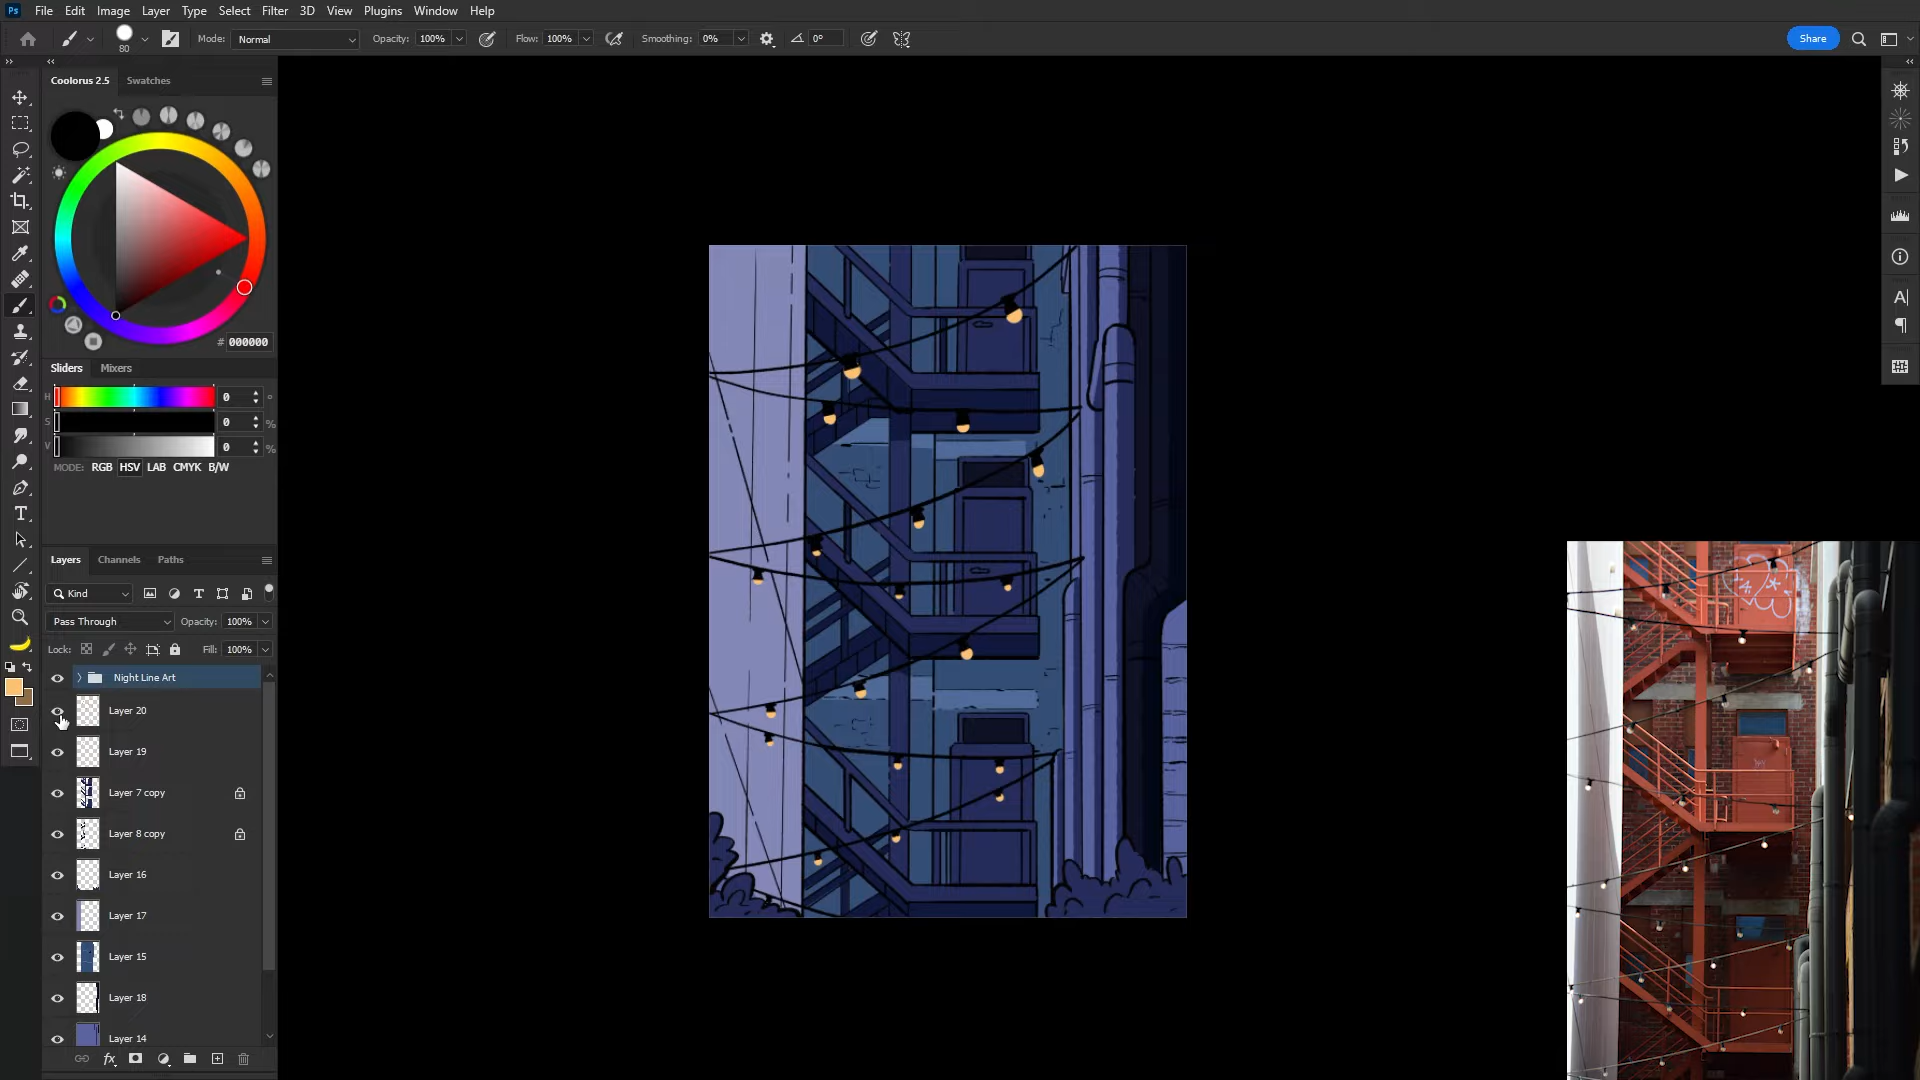 Ps File Edit Image Layer Type Select Filter 3D View Plugins Window Help
80 Mode: Normal Opacity: 100% Flow: 100% Smoothing: 0% 0° Share
Coolorus 2.5 Swatches
# 000000
Sliders Mixers
H 0 °
S 0 %
V 0 %
MODE: RGB HSV LAB CMYK B/W
Layers Channels Paths
Kind
Pass Through Opacity: 100%
Lock: Fill: 100%
Night Line Art
Layer 20
Layer 19
Layer 7 copy
Layer 8 copy
Layer 16
Layer 17
Layer 15
Layer 18
Layer 14
fx